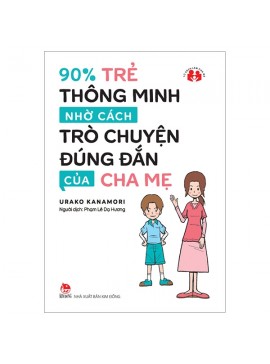 90% TRẺ
THÔNG MINH
NHỜ CÁCH
TRÒ CHUYỆN
ĐÚNG ĐẮN
CỦA CHA MẸ
URAKO KANAMORI
Người dịch: Phạm Lê Dạ Hương
NHÀ XUẤT BẢN KIM ĐỒNG